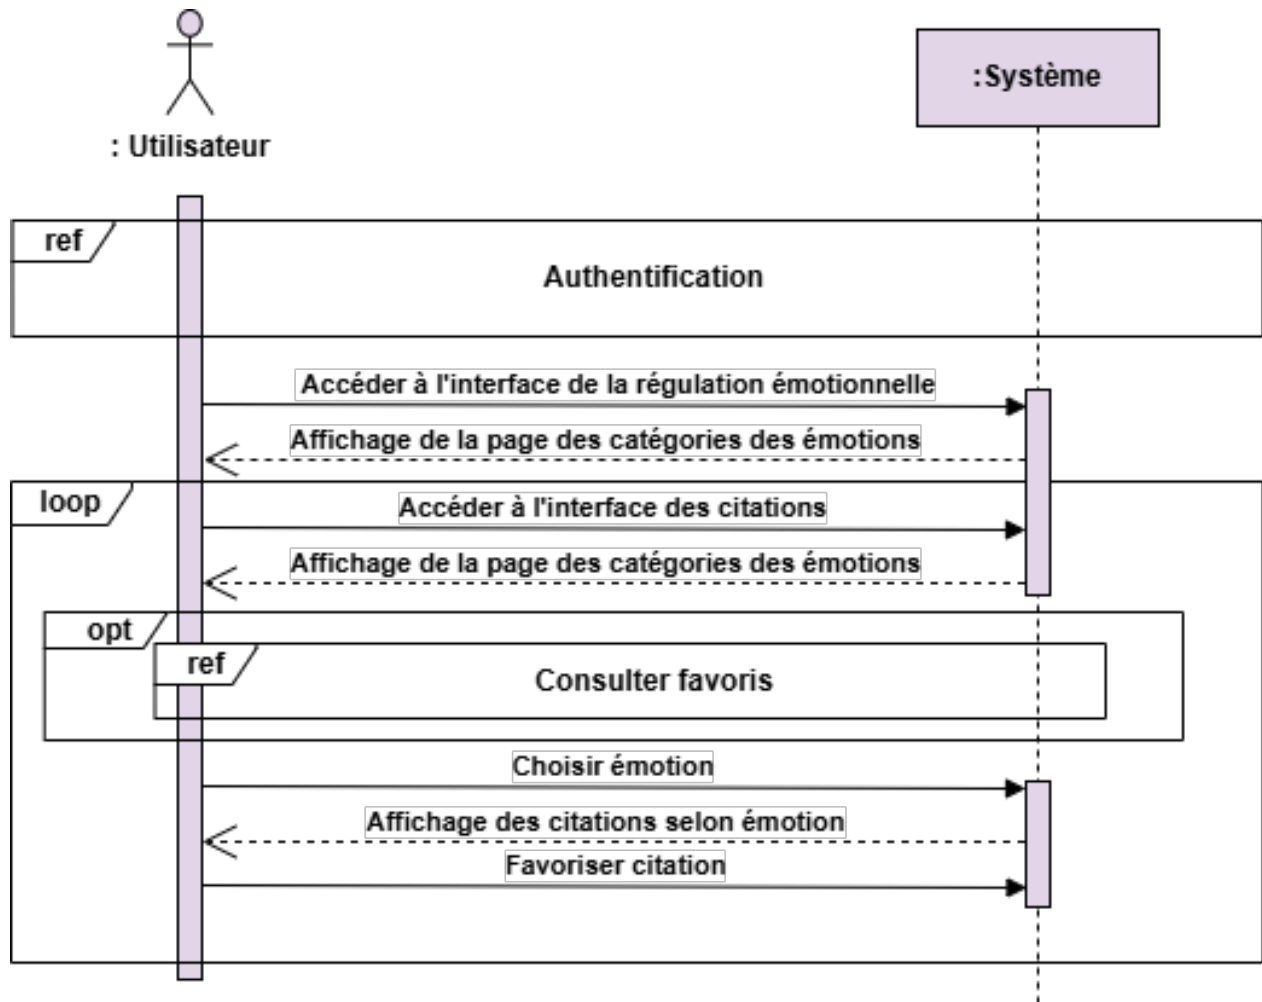 :Système
: Utilisateur
ref
Authentification
Accéder à l'interface de la régulation émotionnelle
Affichage de la page des catégories des émotions
loop
Accéder à l'interface des citations
Affichage de la page des catégories des émotions
opt
ref
Consulter favoris
Choisir émotion
Affichage des citations selon émotion
Favoriser citation